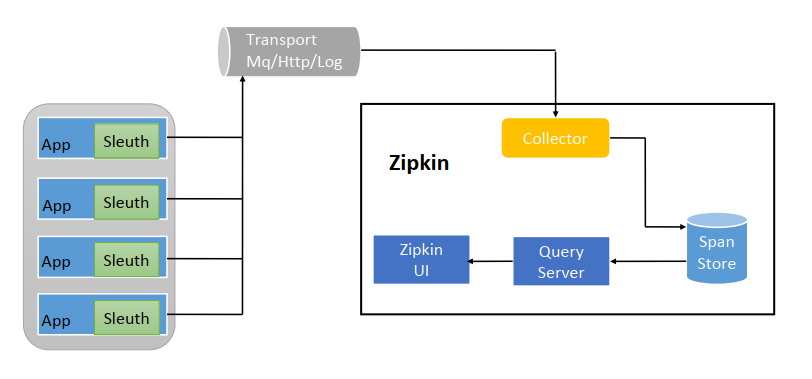 Transport
Mq/Http/Log
App
Sleuth
App
Sleuth
App
Sleuth
App
Sleuth
Zipkin
Collector
Span
Store
Query
Server
Zipkin
UI